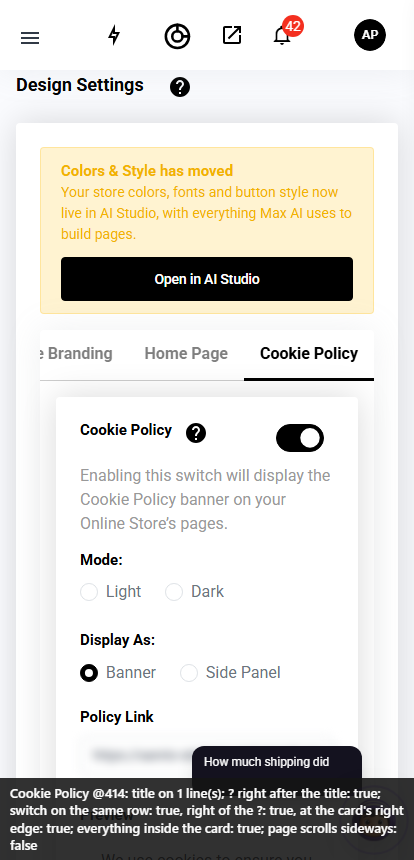 42
AP
Design Settings ?
Colors & Style has moved
Your store colors, fonts and button style now
live in AI Studio, with everything Max AI uses to
build pages.
Open in AI Studio
e Branding Home Page Cookie Policy
Cookie Policy ?
Enabling this switch will display the
Cookie Policy banner on your
Online Store's pages.
Mode:
Light Dark
Display As:
Banner Side Panel
Policy Link
How much shipping did
Cookie Policy @414: title on 1 line(s); ? right after the title: true;
switch on the same row: true, right of the ?: true, at the card's right
edge: true; everything inside the card: true; page scrolls sideways:
false